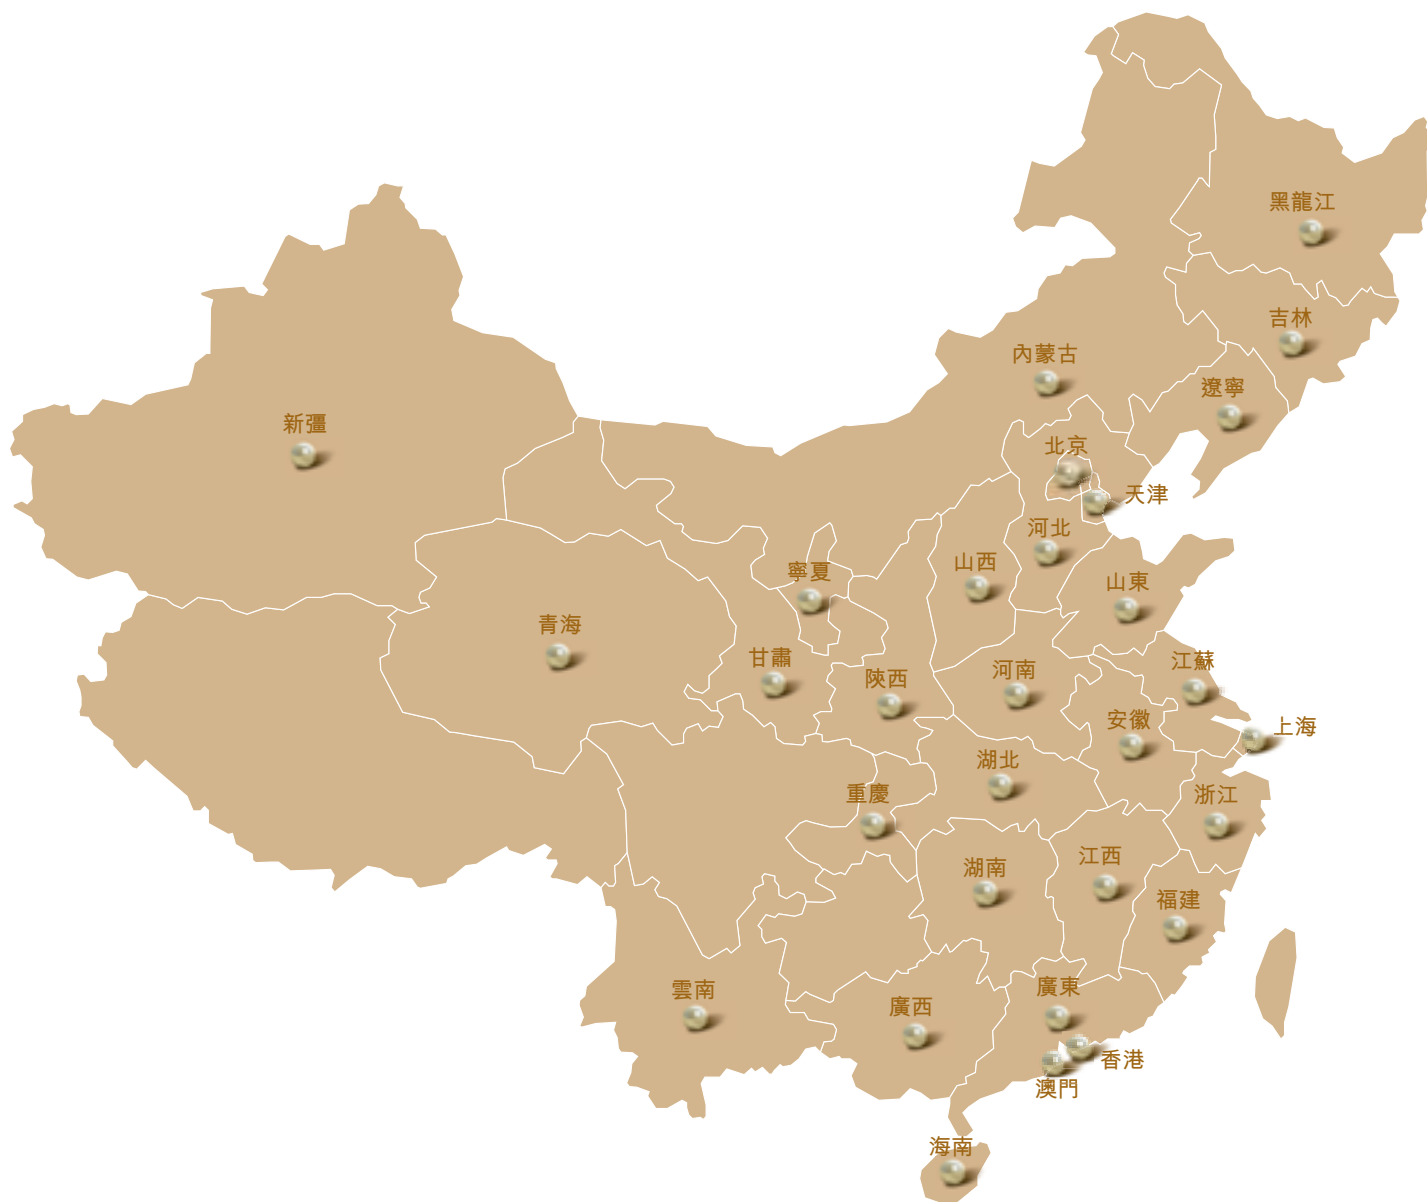 黑龍江
吉林
內蒙古
遼寧
新疆
北京
天津
河北
山西
寧夏
山東
青海
甘肅
江蘇
河南
陝西
安徽
上海
湖北
重慶
浙江
江西
湖南
福建
廣東
雲南
廣西
香港
澳門
海南